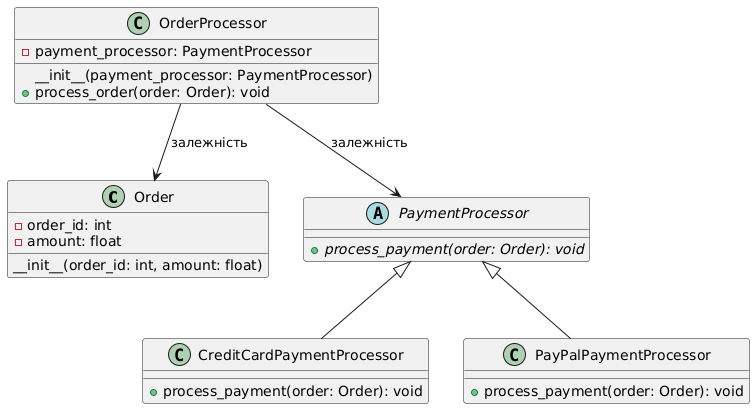 C OrderProcessor
payment_processor: PaymentProcessor
__init__(payment_processor: PaymentProcessor)
process_order(order: Order): void
залежність
залежність
C Order
order_id: int
amount: float
__init__(order_id: int, amount: float)
A PaymentProcessor
process_payment(order: Order): void
C CreditCardPaymentProcessor
process_payment(order: Order): void
C PayPalPaymentProcessor
process_payment(order: Order): void